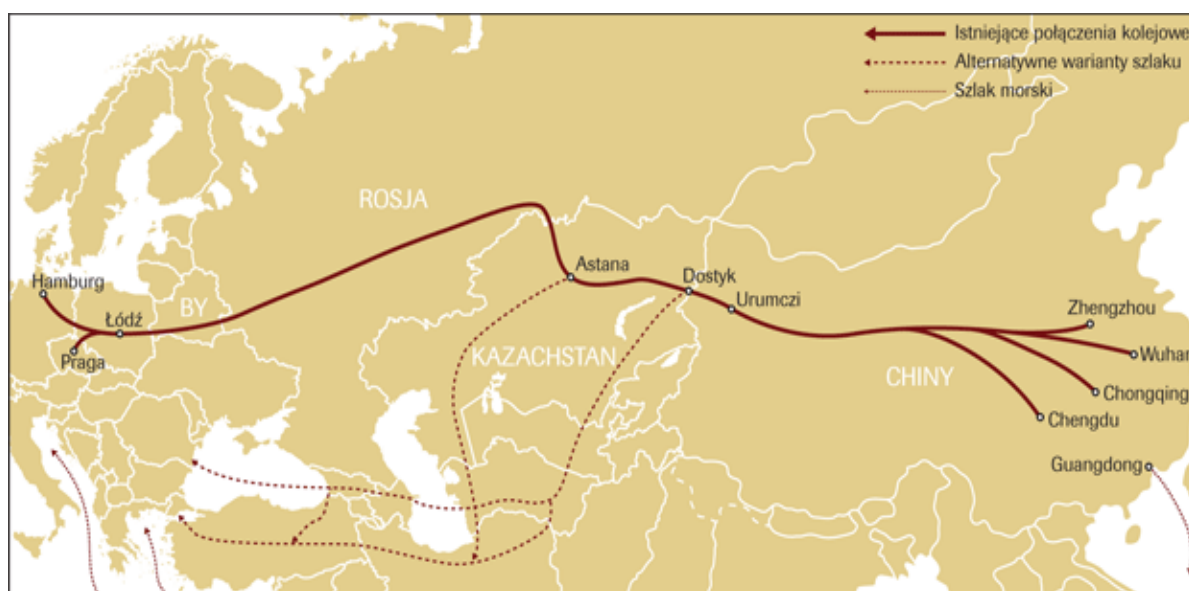 Istniejące połączenia kolejowe
Alternatywne warianty szlaku
Szlak morski
ROSJA
Astana
Dostyk
Hamburg
Urumczi
BY
Zhengzhou
Łódź
KAZACHSTAN
Wuhan
Praga
CHINY
Chongqing
Chengdu
Guangdong